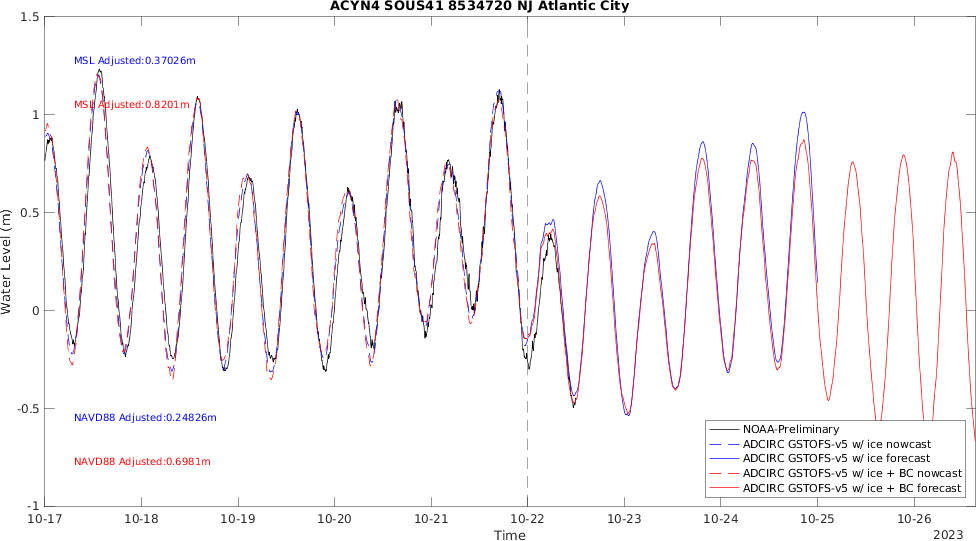 ACYN4 SOUS41 8534720 NJ Atlantic City
1.5
MSL Adjusted:0.37026m
MSL Adjusted:0.8201m
1
0.5
Water Level (m)
0
NAVD88 Adjusted:0.24826m
-0.5
NAVD88 Adjusted:0.6981m
NOAA-Preliminary
ADCIRC GSTOFS-v5 w/ ice nowcast
ADCIRC GSTOFS-v5 w/ ice forecast
ADCIRC GSTOFS-v5 w/ ice + BC nowcast
ADCIRC GSTOFS-v5 w/ ice + BC forecast
-1
10-17 10-18 10-19 10-20 10-21 10-22 10-23 10-24 10-25 10-26
Time
2023